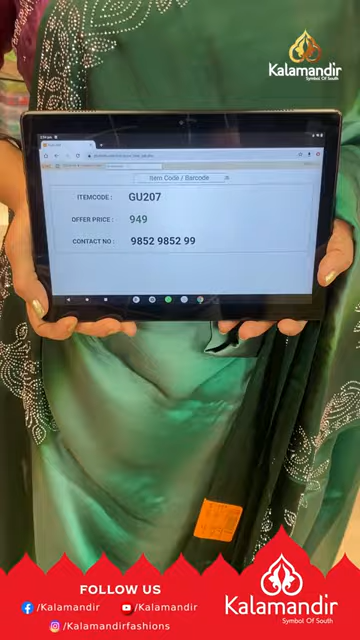 Kalamandir
Symbol Of South
Item Code / Barcode
ITEMCODE : GU207
OFFER PRICE : 949
CONTACT NO : 9852 9852 99
FOLLOW US
/Kalamandir
/Kalamandir
/Kalamandirfashions
Kalamandir
Symbol Of South